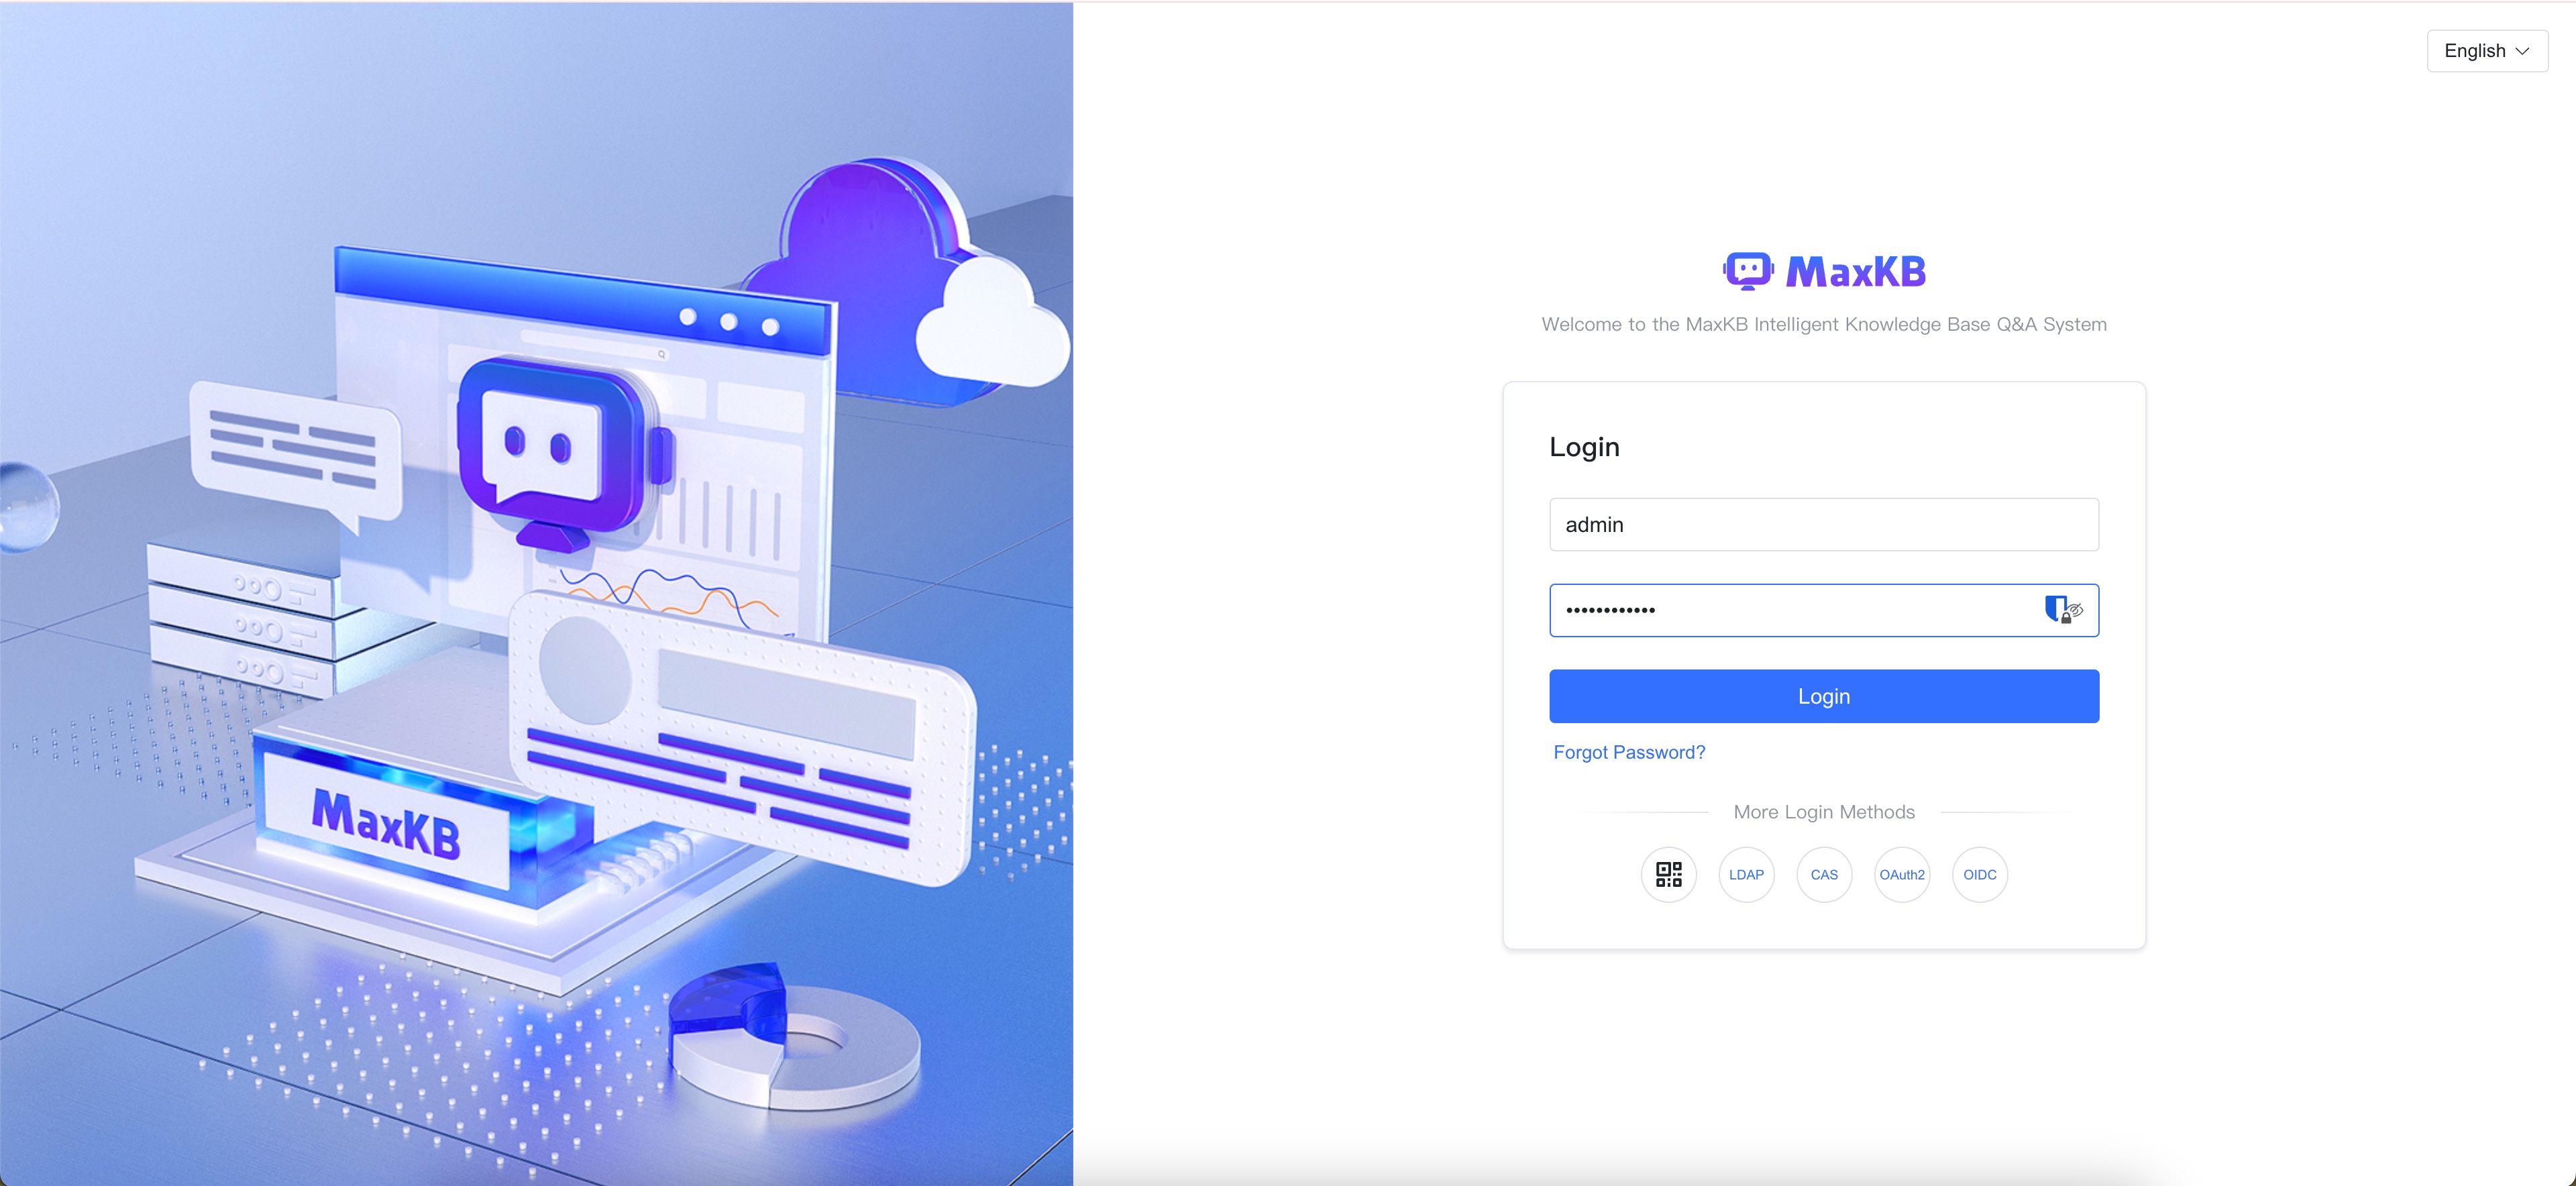 English
MaxKB
Welcome to the MaxKB Intelligent Knowledge Base Q&A System
Login
admin
••••••••••••
Login
Forgot Password?
More Login Methods
LDAP
CAS
OAuth2
OIDC
MaxKB